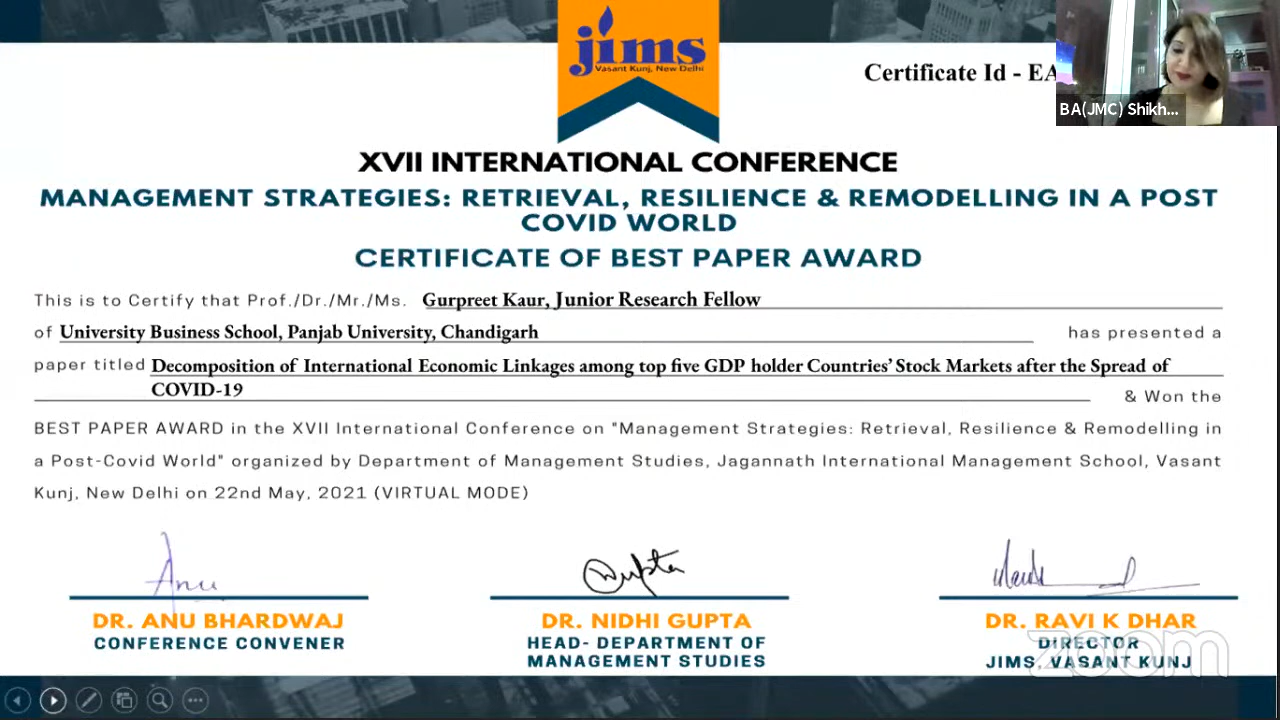 jims
Vasant Kunj, New Delhi
Certificate Id - EA
BA(JMC) Shikh...
XVII INTERNATIONAL CONFERENCE
MANAGEMENT STRATEGIES: RETRIEVAL, RESILIENCE & REMODELLING IN A POST
COVID WORLD
CERTIFICATE OF BEST PAPER AWARD
This is to Certify that Prof./Dr./Mr./Ms. Gurpreet Kaur, Junior Research Fellow
of University Business School, Panjab University, Chandigarh has presented a
paper titled Decomposition of International Economic Linkages among top five GDP holder Countries' Stock Markets after the Spread of
COVID-19 & Won the
BEST PAPER AWARD in the XVII International Conference on "Management Strategies: Retrieval, Resilience & Remodelling in
a Post-Covid World" organized by Department of Management Studies, Jagannath International Management School, Vasant
Kunj, New Delhi on 22nd May, 2021 (VIRTUAL MODE)
Anu
Gupta
DR. ANU BHARDWAJ
CONFERENCE CONVENER
DR. NIDHI GUPTA
HEAD- DEPARTMENT OF
MANAGEMENT STUDIES
DR. RAVI K DHAR
DIRECTOR
JIMS, VASANT KUNJ
zoom